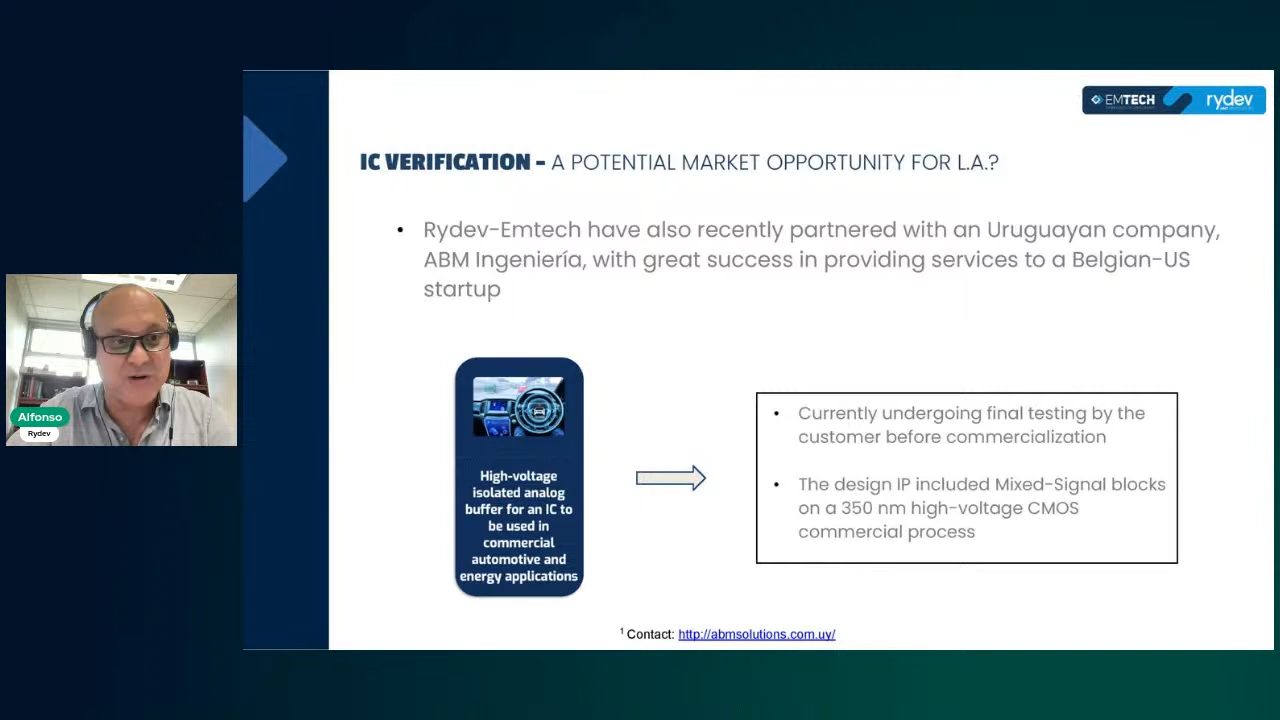 EMTECH
rydev
IC VERIFICATION – A POTENTIAL MARKET OPPORTUNITY FOR L.A.?
• Rydev-Emtech have also recently partnered with an Uruguayan company,
ABM Ingeniería, with great success in providing services to a Belgian-US
startup
Alfonso
Rydev
High-voltage
isolated analog
buffer for an IC to
be used in
commercial
automotive and
energy applications
• Currently undergoing final testing by the
customer before commercialization
• The design IP included Mixed-Signal blocks
on a 350 nm high-voltage CMOS
commercial process
1 Contact: http://abmsolutions.com.uy/